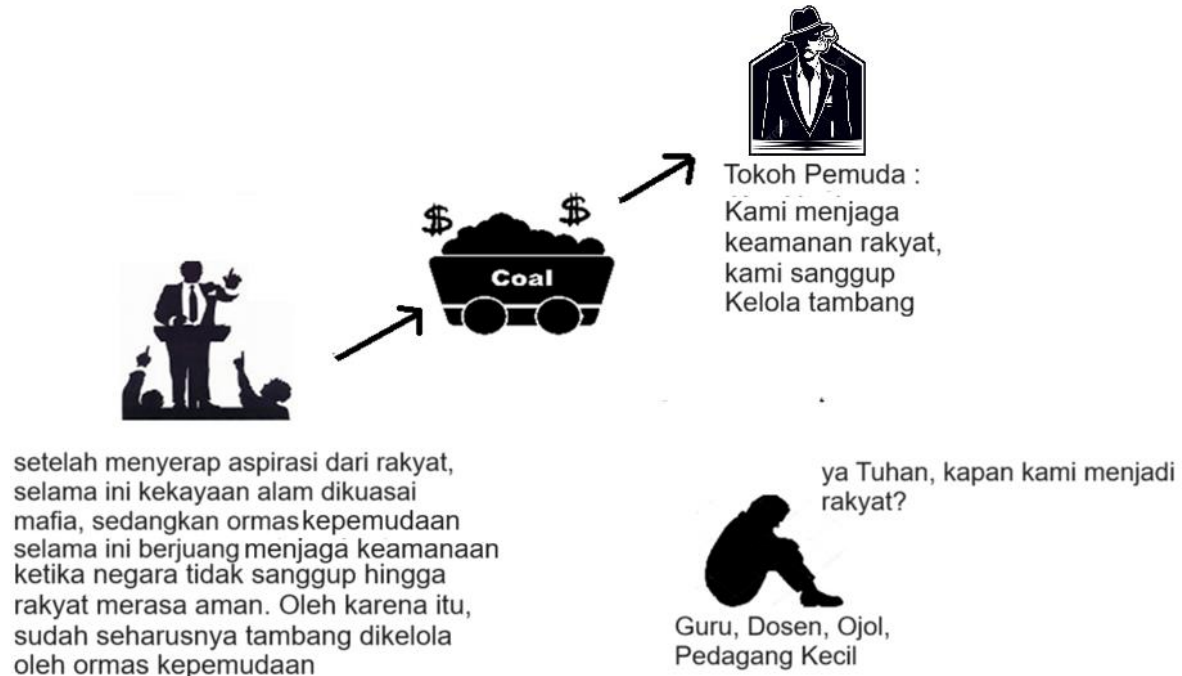 $
$
Coal
Tokoh Pemuda :
Kami menjaga
keamanan rakyat,
kami sanggup
Kelola tambang
setelah menyerap aspirasi dari rakyat,
selama ini kekayaan alam dikuasai
mafia, sedangkan ormas kepemudaan
selama ini berjuang menjaga keamanaan
ketika negara tidak sanggup hingga
rakyat merasa aman. Oleh karena itu,
sudah seharusnya tambang dikelola
oleh ormas kepemudaan
ya Tuhan, kapan kami menjadi
rakyat?
Guru, Dosen, Ojol,
Pedagang Kecil